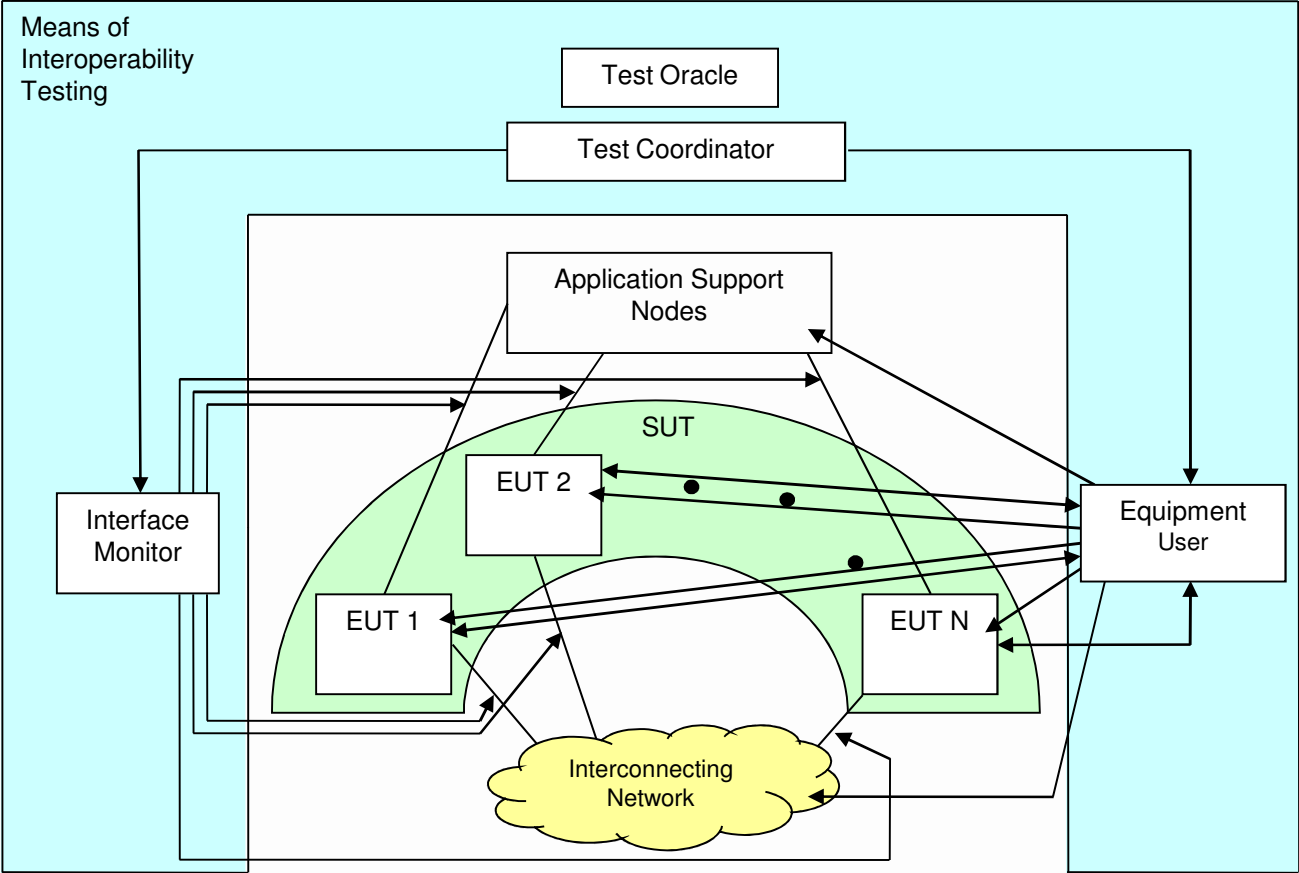 Means of
Interoperability
Testing
Test Oracle
Test Coordinator
Application Support
Nodes
SUT
EUT 2
Interface
Monitor
Equipment
User
EUT 1
EUT N
Interconnecting
Network